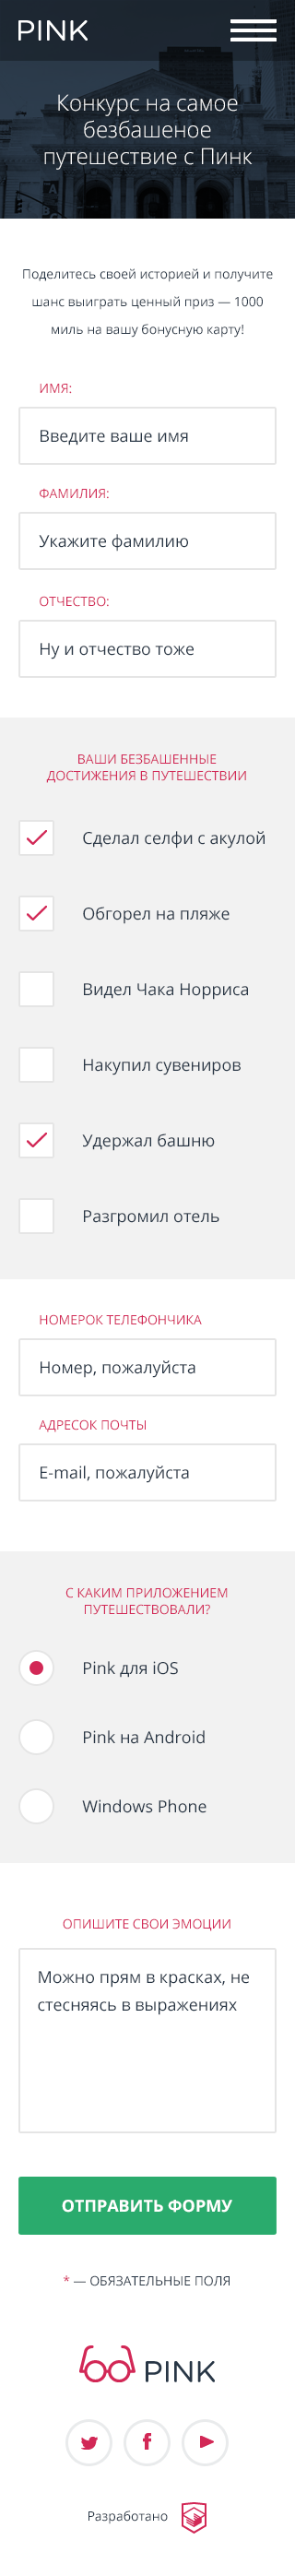 PINK
Конкурс на самое
безбашеное
путешествие с Пинк
Поделитесь своей историей и получите
шанс выиграть ценный приз — 1000
миль на вашу бонусную карту!
ИМЯ:
Введите ваше имя
ФАМИЛИЯ:
Укажите фамилию
ОТЧЕСТВО:
Ну и отчество тоже
ВАШИ БЕЗБАШЕННЫЕ
ДОСТИЖЕНИЯ В ПУТЕШЕСТВИИ
Сделал селфи с акулой
Обгорел на пляже
Видел Чака Норриса
Накупил сувениров
Удержал башню
Разгромил отель
НОМЕРОК ТЕЛЕФОНЧИКА
Номер, пожалуйста
АДРЕСОК ПОЧТЫ
E-mail, пожалуйста
С КАКИМ ПРИЛОЖЕНИЕМ
ПУТЕШЕСТВОВАЛИ?
Pink для iOS
Pink на Android
Windows Phone
ОПИШИТЕ СВОИ ЭМОЦИИ
Можно прям в красках, не
стесняясь в выражениях
ОТПРАВИТЬ ФОРМУ
* — ОБЯЗАТЕЛЬНЫЕ ПОЛЯ
PINK
Разработано